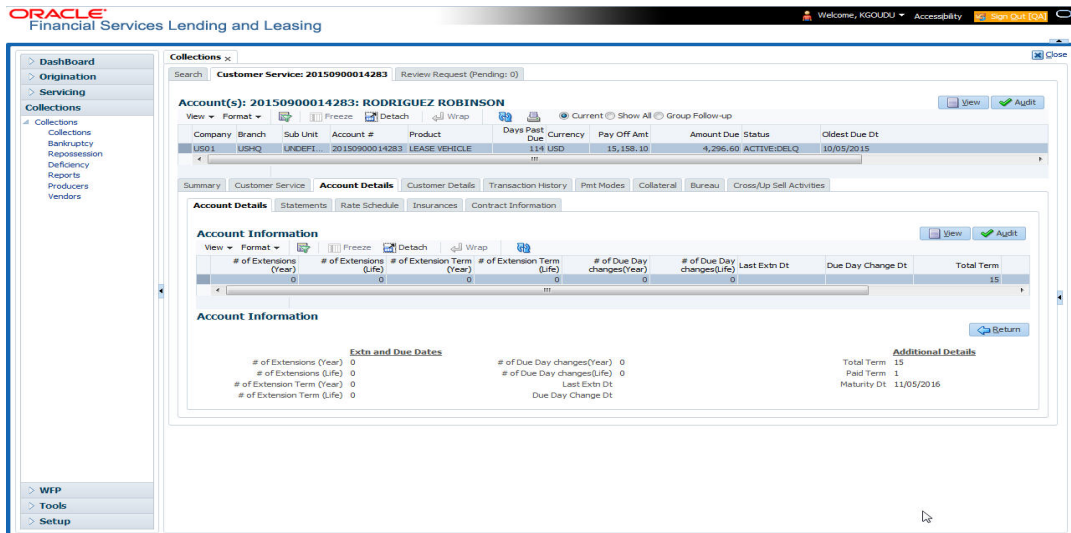 ORACLE
Financial Services Lending and Leasing
Welcome, KGOUDU Accessibility Sign Out [QA]
Close
DashBoard
Origination
Servicing
Collections
Collections
Collections
Bankruptcy
Repossession
Deficiency
Reports
Producers
Vendors
WFP
Tools
Setup
Collections x
Search Customer Service: 20150900014283 Review Request (Pending: 0)
Account(s): 20150900014283: RODRIGUEZ ROBINSON
View Audit
View Format Freeze Detach Wrap Current Show All Group Follow-up
Company Branch Sub Unit Account # Product Days Past Due Currency Pay Off Amt Amount Due Status Oldest Due Dt
US01 USHQ UNDEFI... 20150900014283 LEASE VEHICLE 114 USD 15,158.10 4,296.60 ACTIVE:DELQ 10/05/2015
Summary Customer Service Account Details Customer Details Transaction History Pmt Modes Collateral Bureau Cross/Up Sell Activities
Account Details Statements Rate Schedule Insurances Contract Information
Account Information
View Audit
View Format Freeze Detach Wrap
# of Extensions (Year) # of Extensions (Life) # of Extension Term (Year) # of Extension Term (Life) # of Due Day changes(Year) # of Due Day changes(Life) Last Extn Dt Due Day Change Dt Total Term
0 0 0 0 0 0 15
Account Information
Return
Extn and Due Dates Additional Details
# of Extensions (Year) 0 # of Due Day changes(Year) 0 Total Term 15
# of Extensions (Life) 0 # of Due Day changes(Life) 0 Paid Term 1
# of Extension Term (Year) 0 Last Extn Dt Maturity Dt 11/05/2016
# of Extension Term (Life) 0 Due Day Change Dt